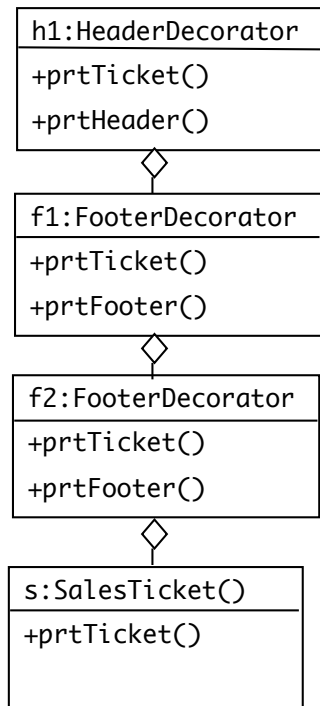 h1:HeaderDecorator
+prtTicket()
+prtHeader()
f1:FooterDecorator
+prtTicket()
+prtFooter()
f2:FooterDecorator
+prtTicket()
+prtFooter()
s:SalesTicket()
+prtTicket()